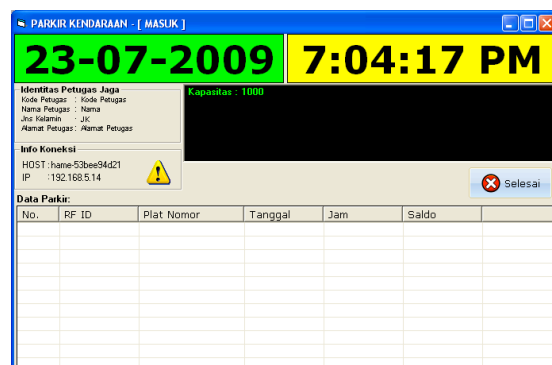 PARKIR KENDARAAN - [ MASUK ]
23-07-2009 7:04:17 PM
Identitas Petugas Jaga
Kode Petugas : Kode Petugas
Nama Petugas : Nama
Jns Kelamin : JK
Alamat Petugas : Alamat Petugas
Kapasitas : 1000
Info Koneksi
HOST : hame-53bee94d21
IP : 192.168.5.14
Selesai
Data Parkir:
No. RF ID Plat Nomor Tanggal Jam Saldo